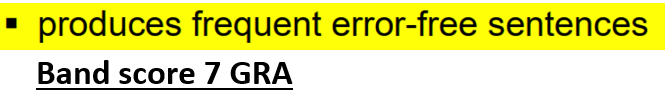 ▪ produces frequent error-free sentences
Band score 7 GRA